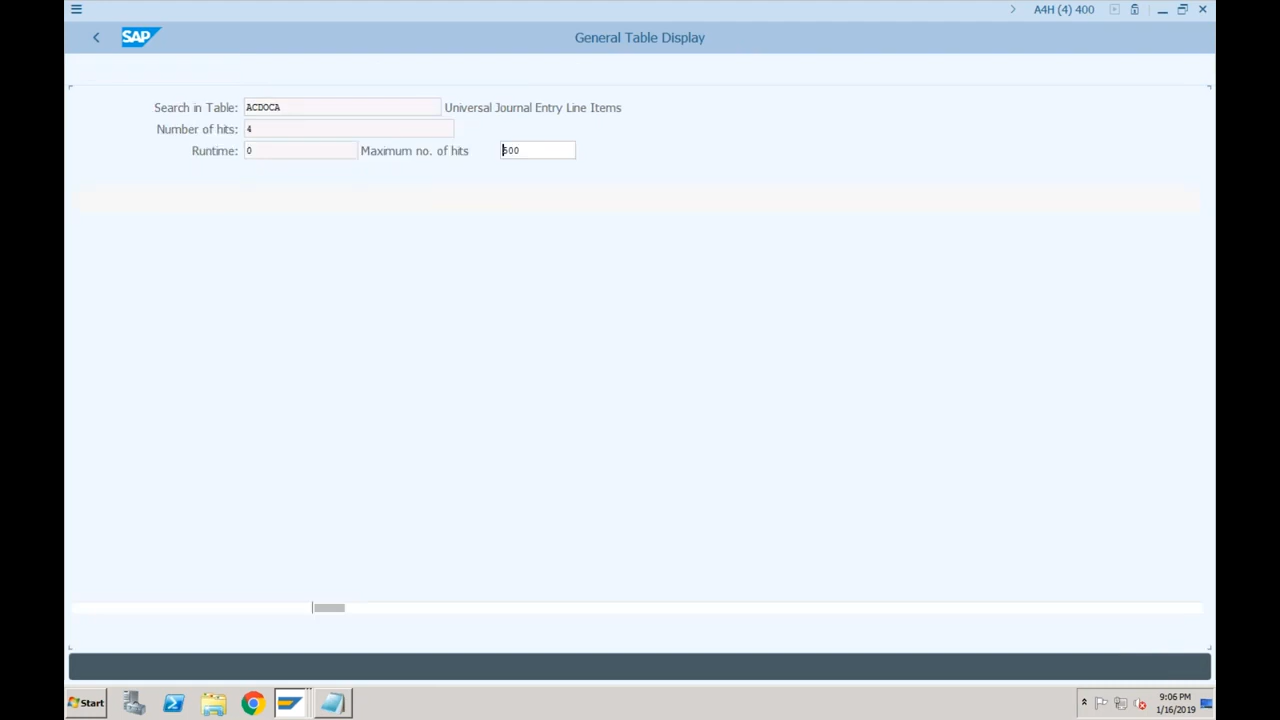 A4H (4) 400
SAP
General Table Display
Search in Table: ACDOCA Universal Journal Entry Line Items
Number of hits: 4
Runtime: 0 Maximum no. of hits 500
Start
9:06 PM
1/16/2019